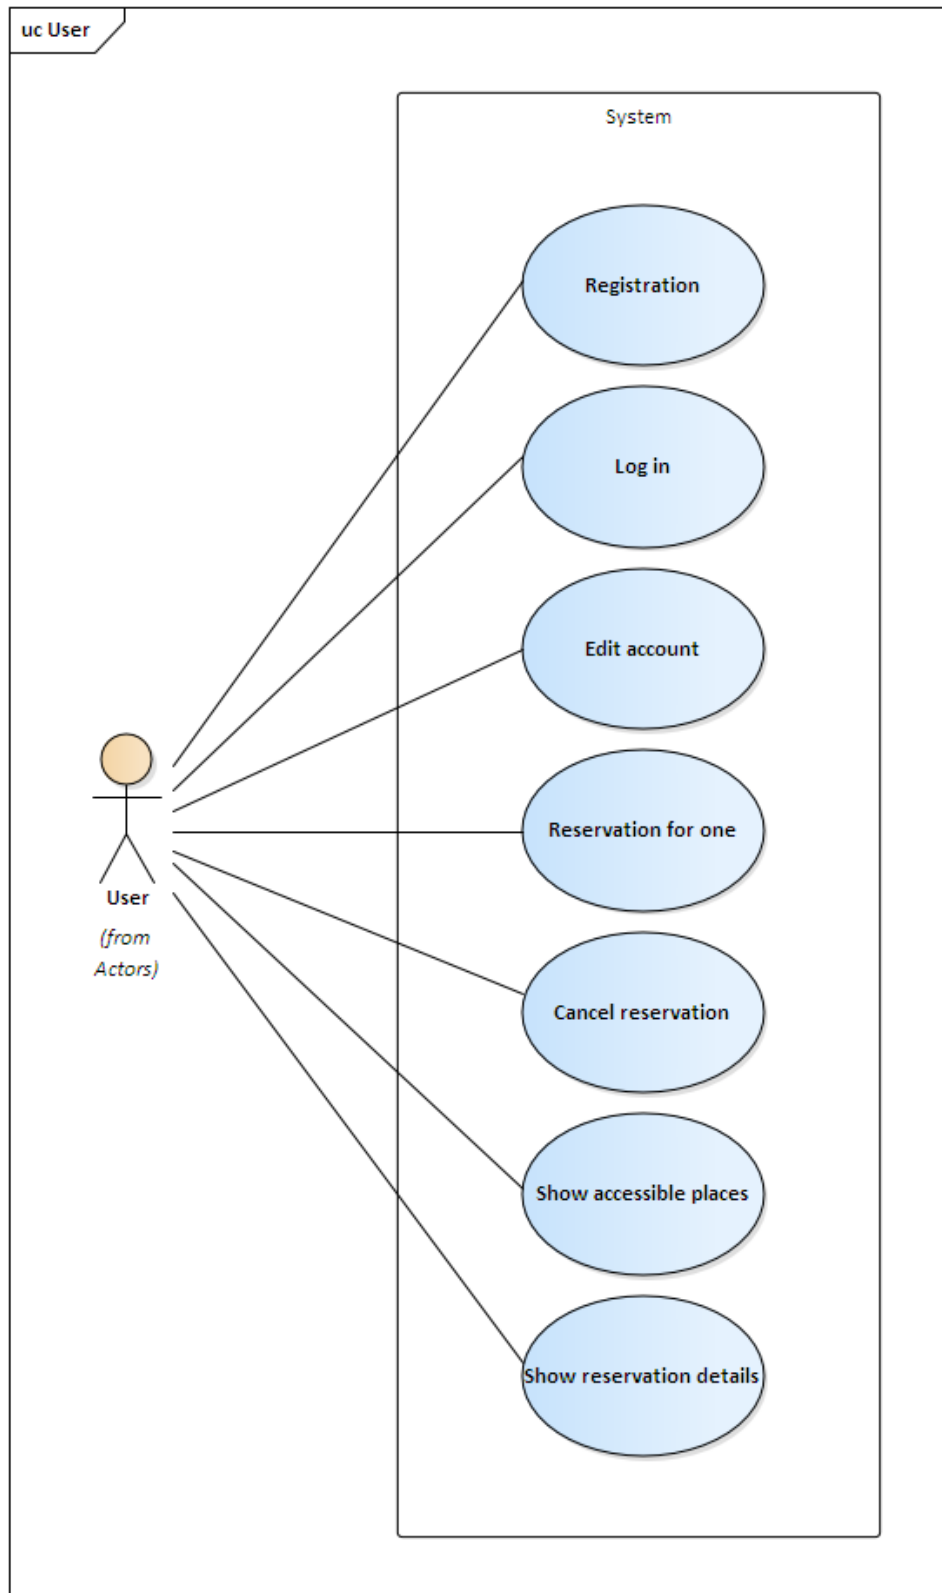 uc User
System
Registration
Log in
Edit account
Reservation for one
User
(from
Actors)
Cancel reservation
Show accessible places
Show reservation details